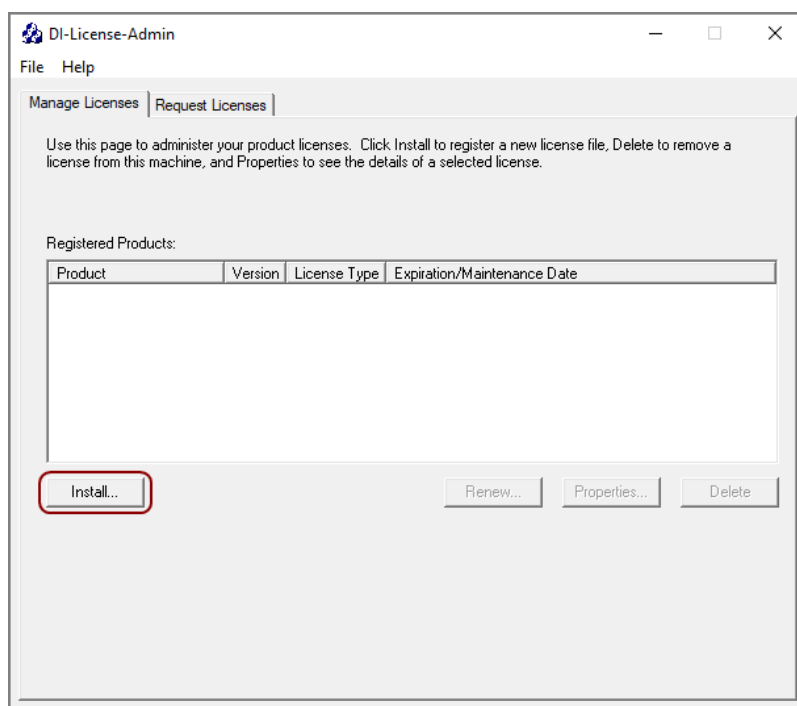 DI-License-Admin
File Help
Manage Licenses Request Licenses
Use this page to administer your product licenses. Click Install to register a new license file, Delete to remove a
license from this machine, and Properties to see the details of a selected license.
Registered Products:
Product Version License Type Expiration/Maintenance Date
Install... Renew... Properties... Delete